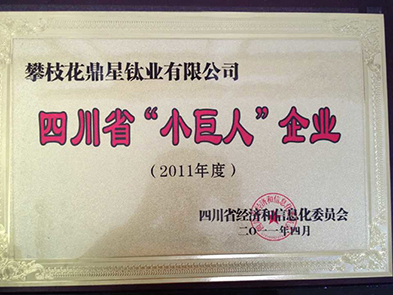 攀枝花鼎星钛业有限公司
四川省“小巨人”企业
（2011年度）
四川省经济和信息化委员会
二〇一一年四月